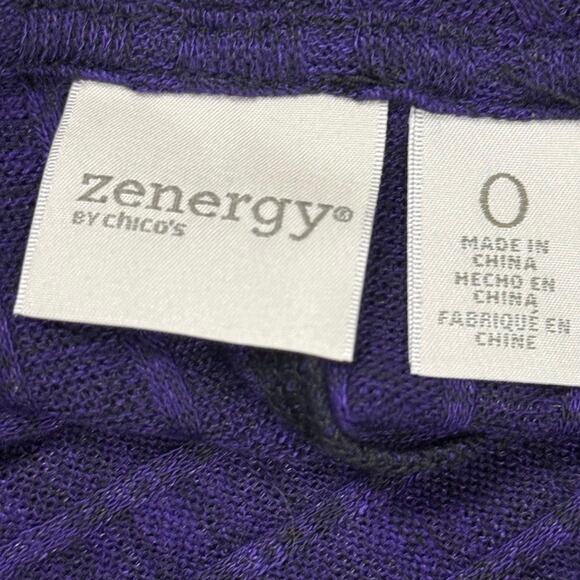 zenergy®
BY chico's
0
MADE IN
CHINA
HECHO EN
CHINA
FABRIQUÉ EN
CHINE